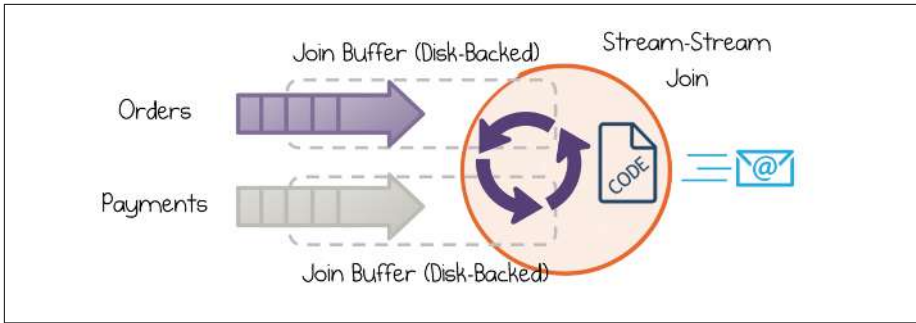 Join Buffer (Disk-Backed)
Stream-Stream
Join
Orders
CODE
@
Payments
Join Buffer (Disk-Backed)